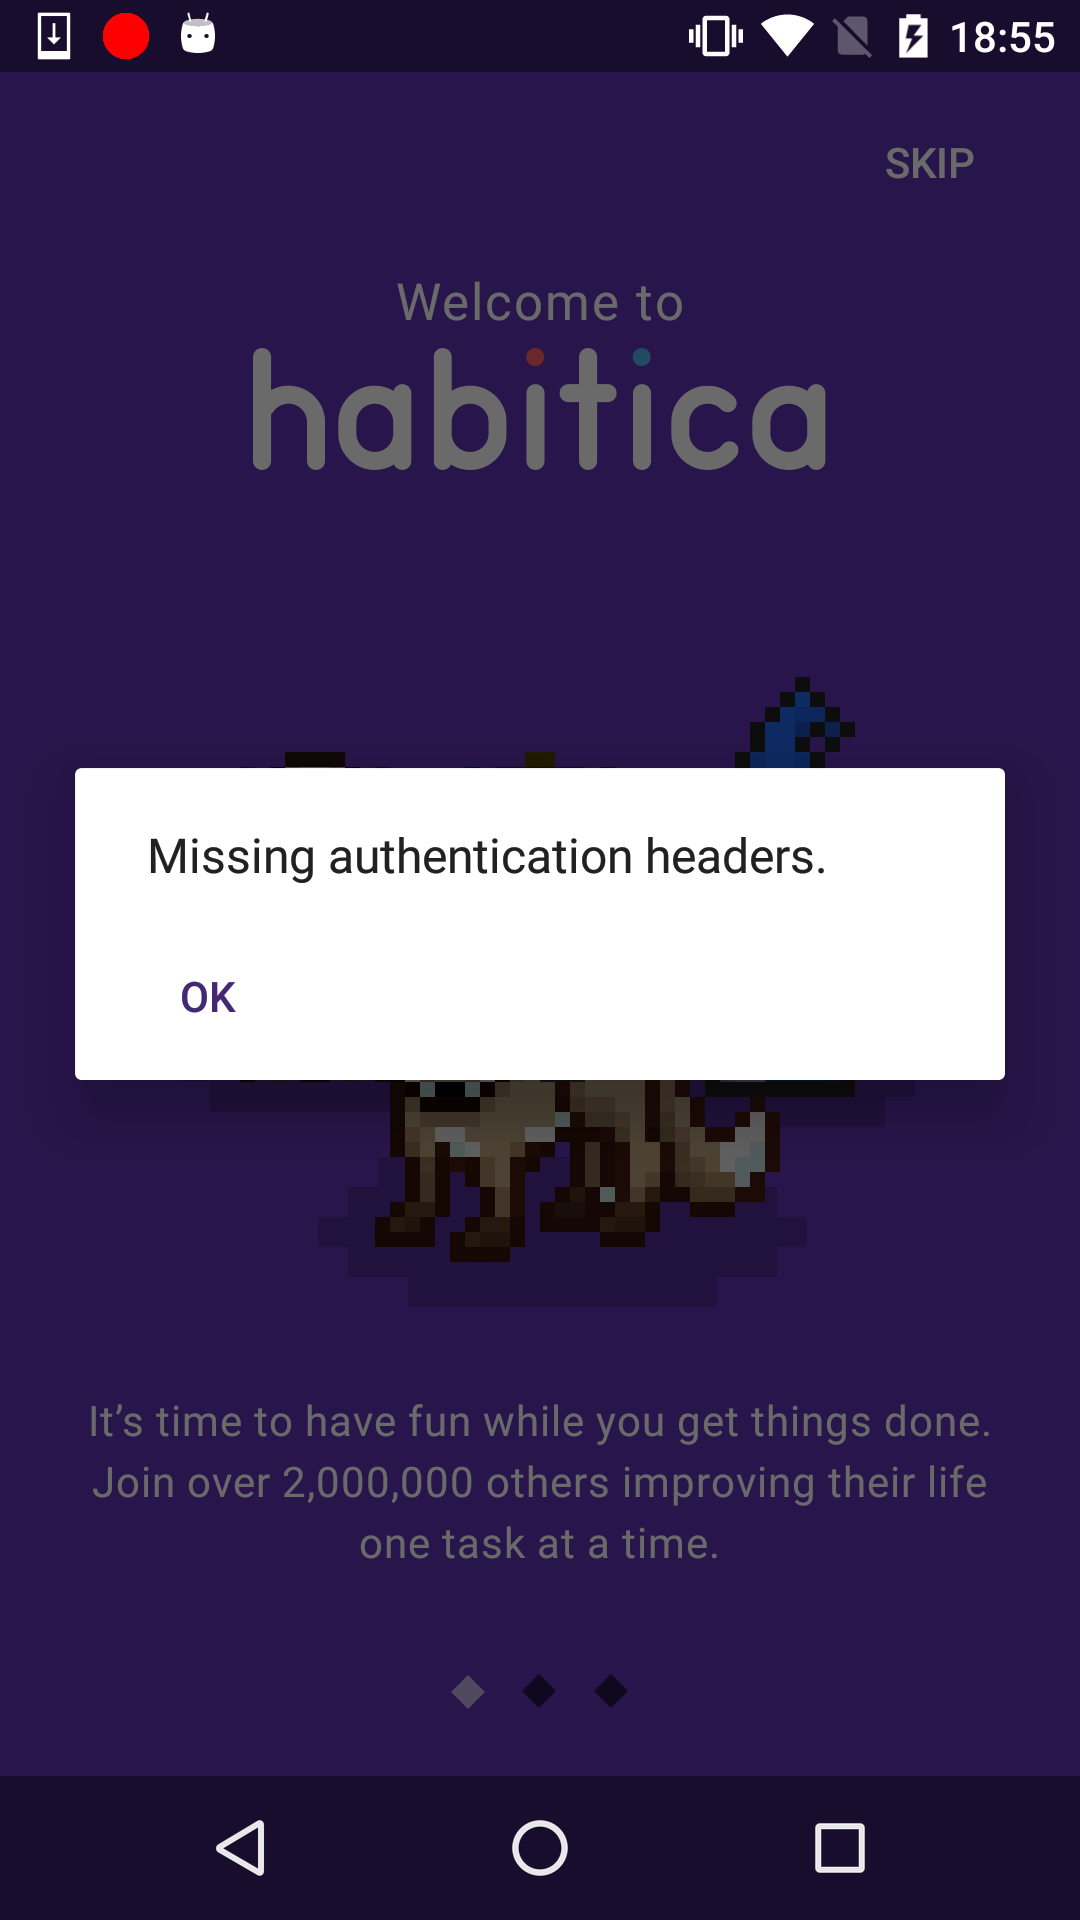 18:55
SKIP
Welcome to
habitica
Missing authentication headers.
OK
It’s time to have fun while you get things done.
Join over 2,000,000 others improving their life
one task at a time.